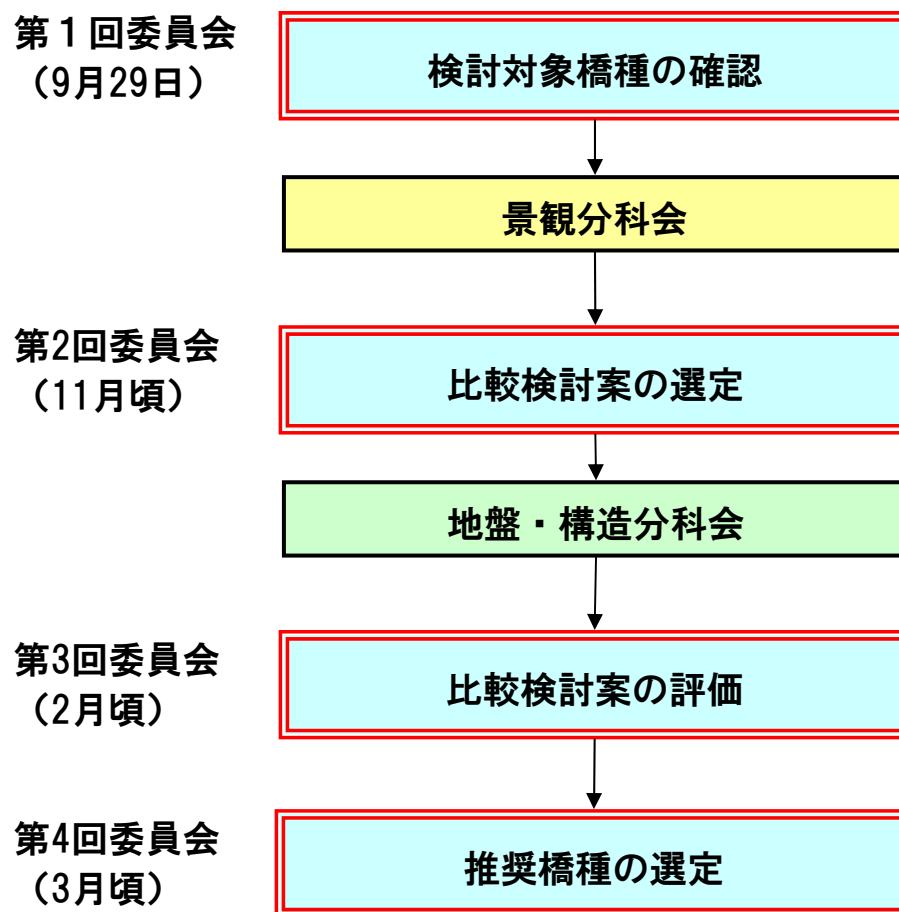 第１回委員会
（9月29日）
検討対象橋種の確認
景観分科会
第2回委員会
（11月頃）
比較検討案の選定
地盤・構造分科会
第3回委員会
（2月頃）
比較検討案の評価
第4回委員会
（3月頃）
推奨橋種の選定